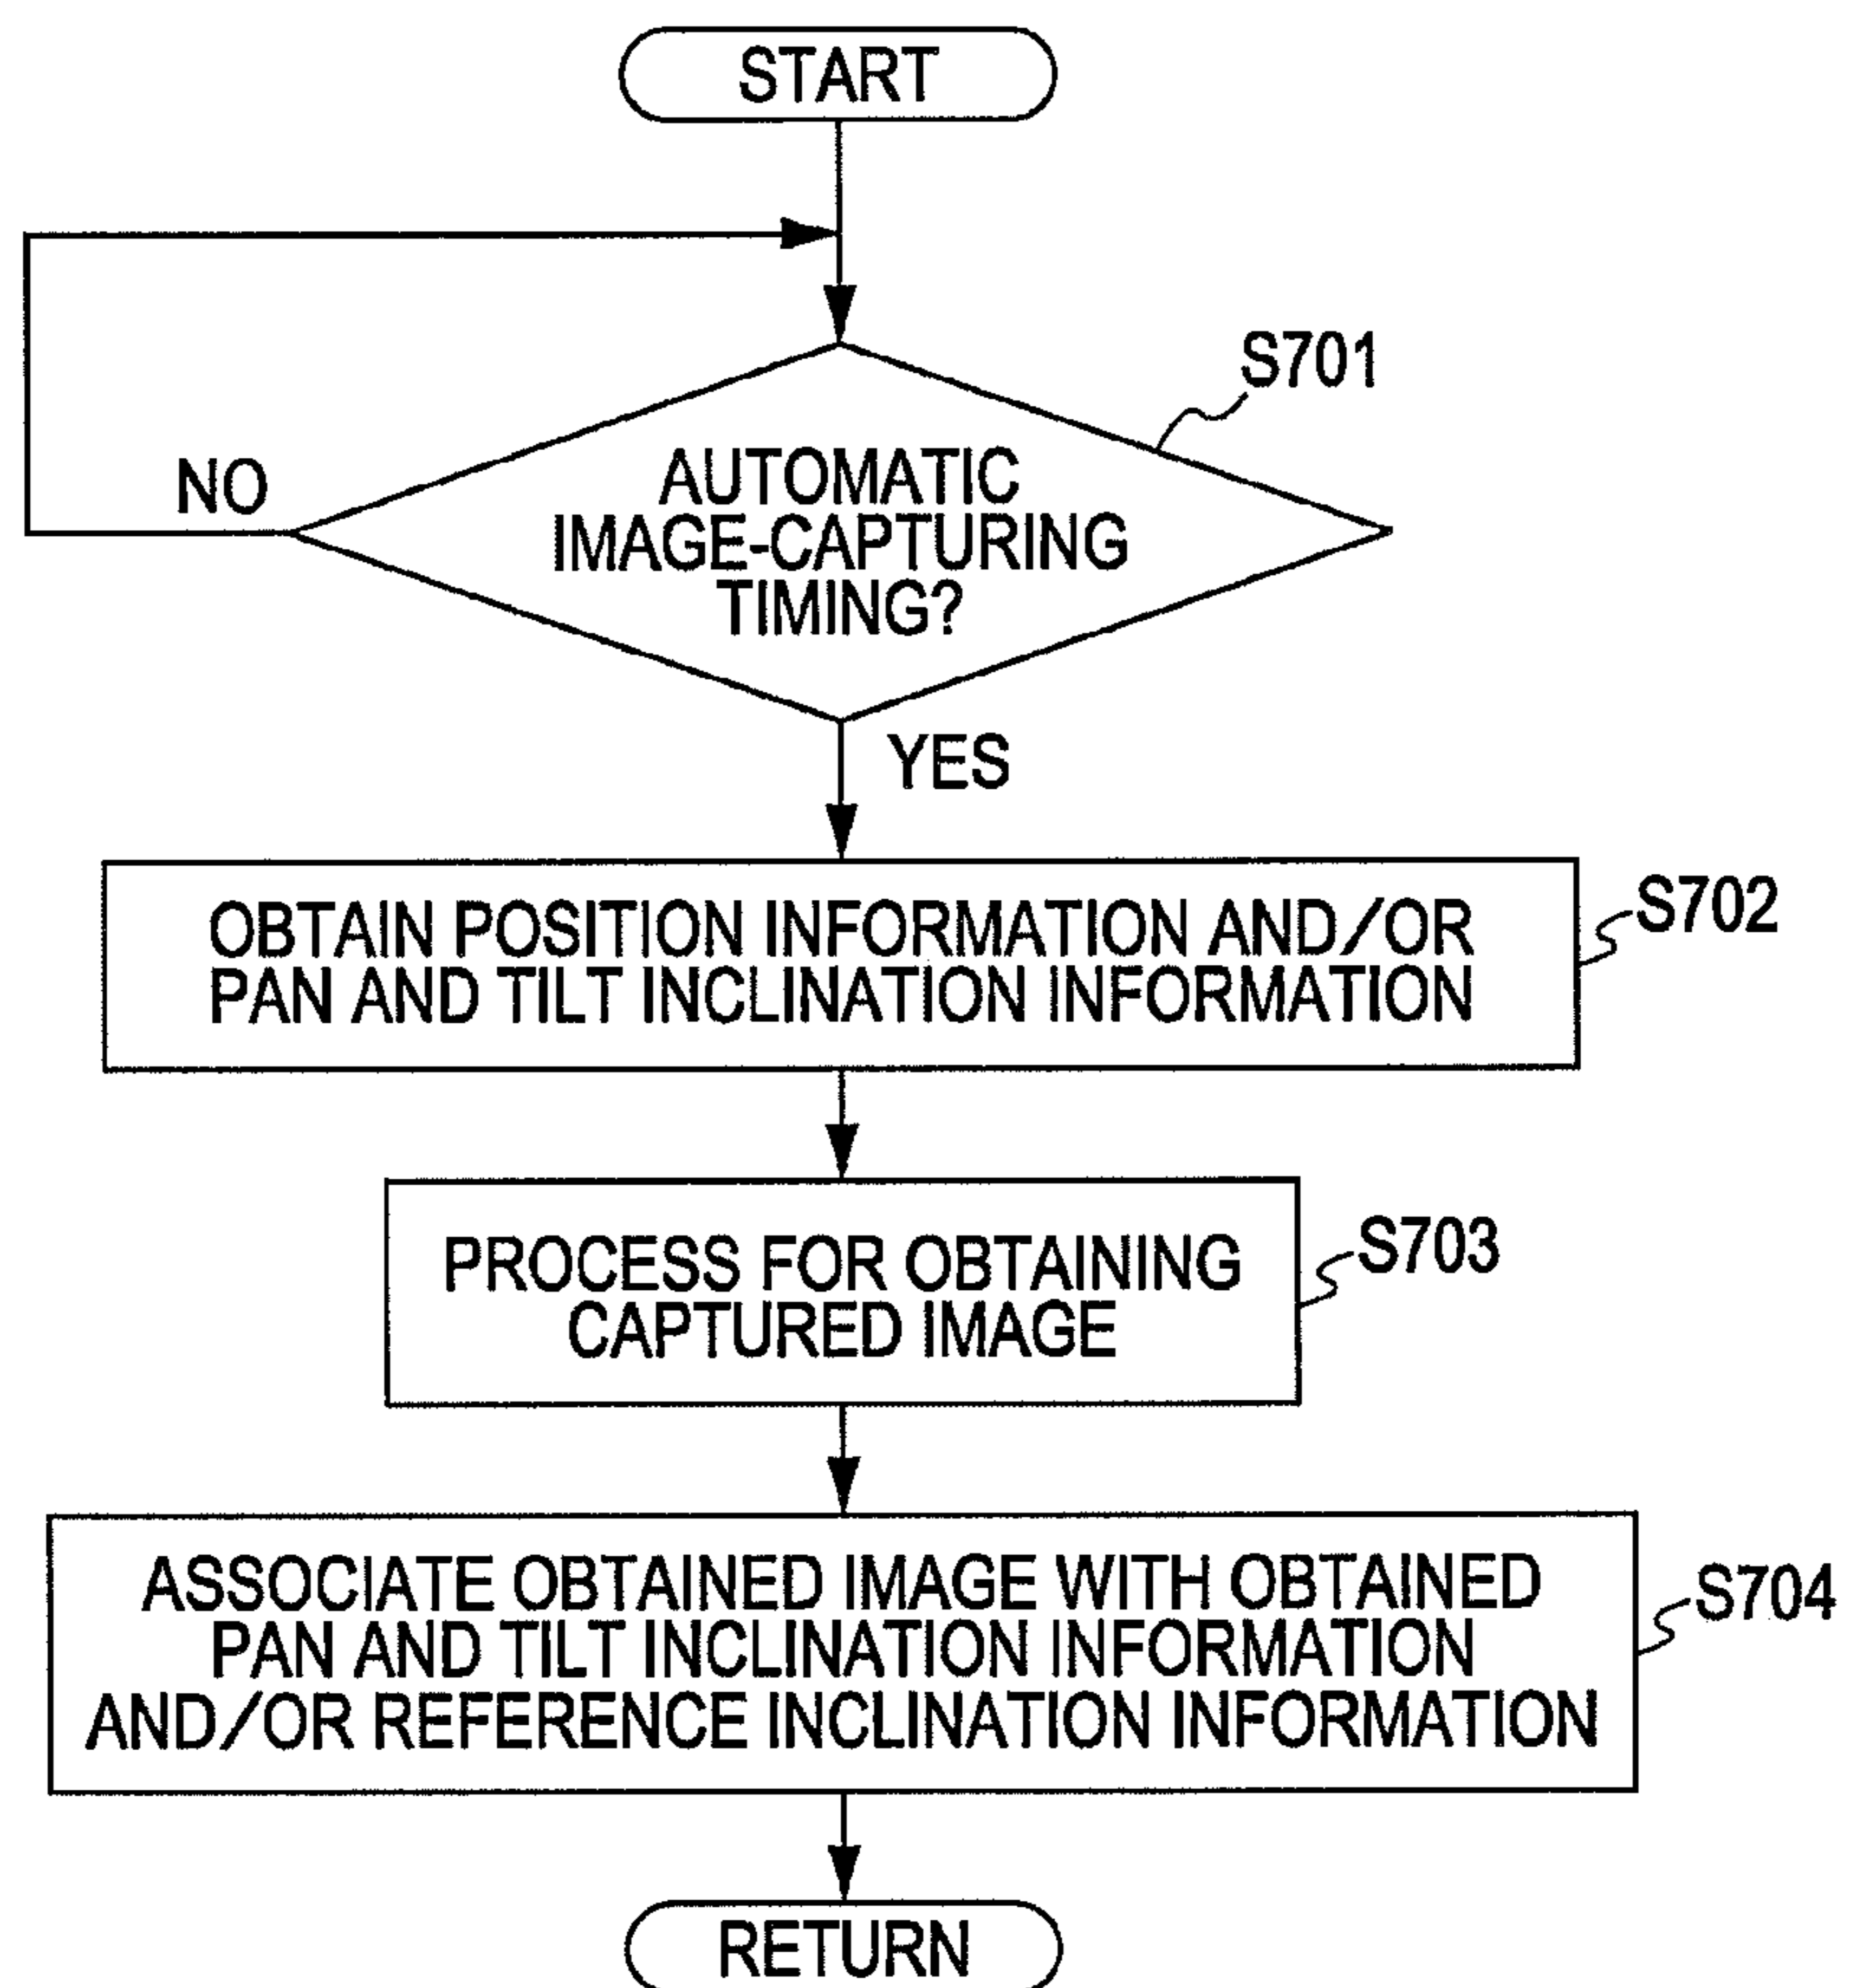 START
S701
NO
AUTOMATIC
IMAGE-CAPTURING
TIMING?
YES
S702
OBTAIN POSITION INFORMATION AND/OR
PAN AND TILT INCLINATION INFORMATION
S703
PROCESS FOR OBTAINING
CAPTURED IMAGE
S704
ASSOCIATE OBTAINED IMAGE WITH OBTAINED
PAN AND TILT INCLINATION INFORMATION
AND/OR REFERENCE INCLINATION INFORMATION
RETURN